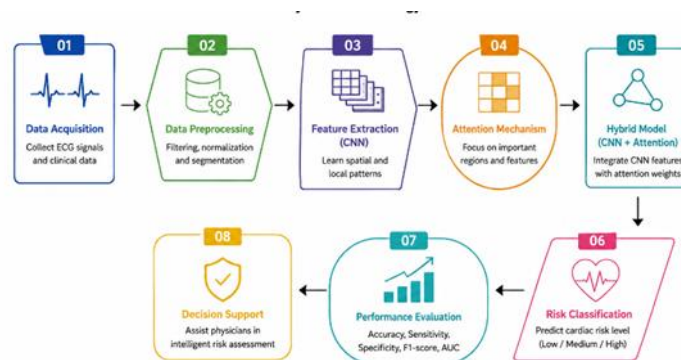 01
Data Acquisition
Collect ECG signals
and clinical data
02
Data Preprocessing
Filtering, normalization
and segmentation
03
Feature Extraction
(CNN)
Learn spatial and
local patterns
04
Attention Mechanism
Focus on important
regions and features
05
Hybrid Model
(CNN + Attention)
Integrate CNN features
with attention weights
06
Risk Classification
Predict cardiac risk level
(Low / Medium / High)
07
Performance Evaluation
Accuracy, Sensitivity,
Specificity, F1-score, AUC
08
Decision Support
Assist physicians in
intelligent risk assessment